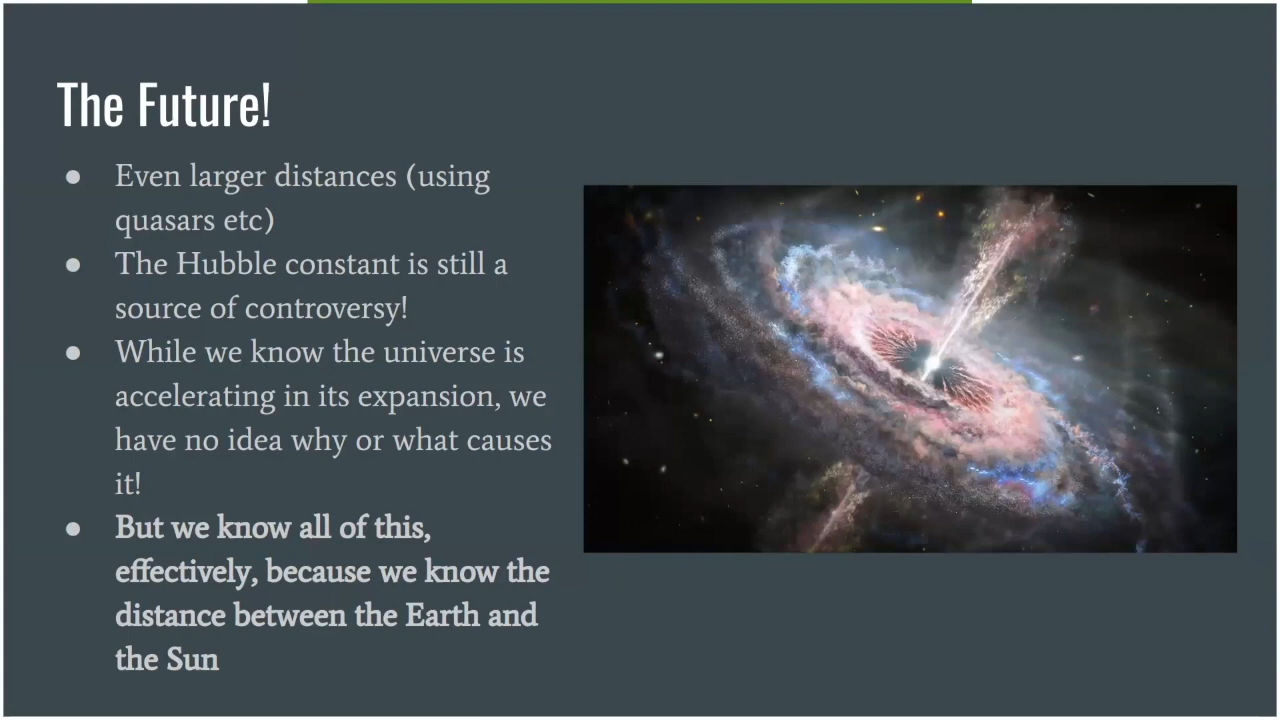 The Future!
● Even larger distances (using
quasars etc)
● The Hubble constant is still a
source of controversy!
● While we know the universe is
accelerating in its expansion, we
have no idea why or what causes
it!
● But we know all of this,
effectively, because we know the
distance between the Earth and
the Sun